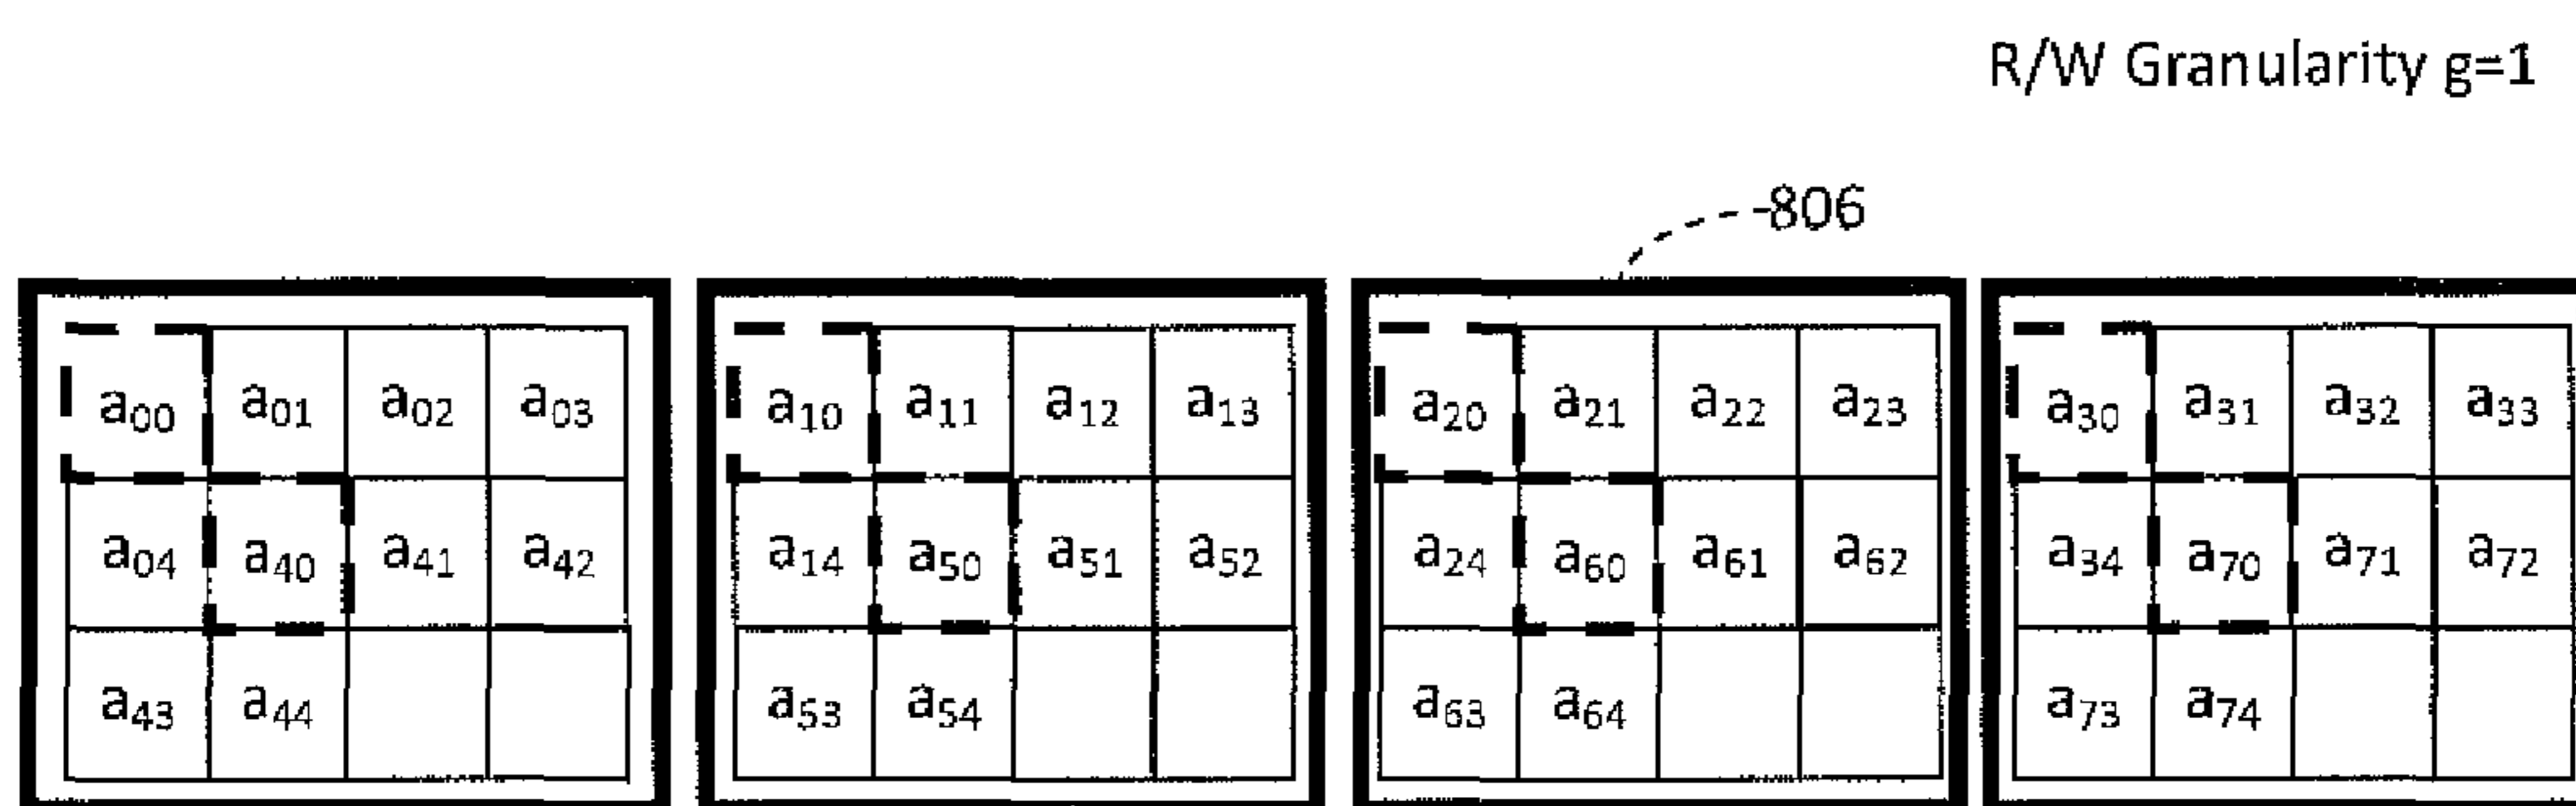 R/W Granularity g=1
806
a00 a01 a02 a03 a10 a11 a12 a13 a20 a21 a22 a23 a30 a31 a32 a33
a04 a40 a41 a42 a14 a50 a51 a52 a24 a60 a61 a62 a34 a70 a71 a72
a43 a44 a53 a54 a63 a64 a73 a74